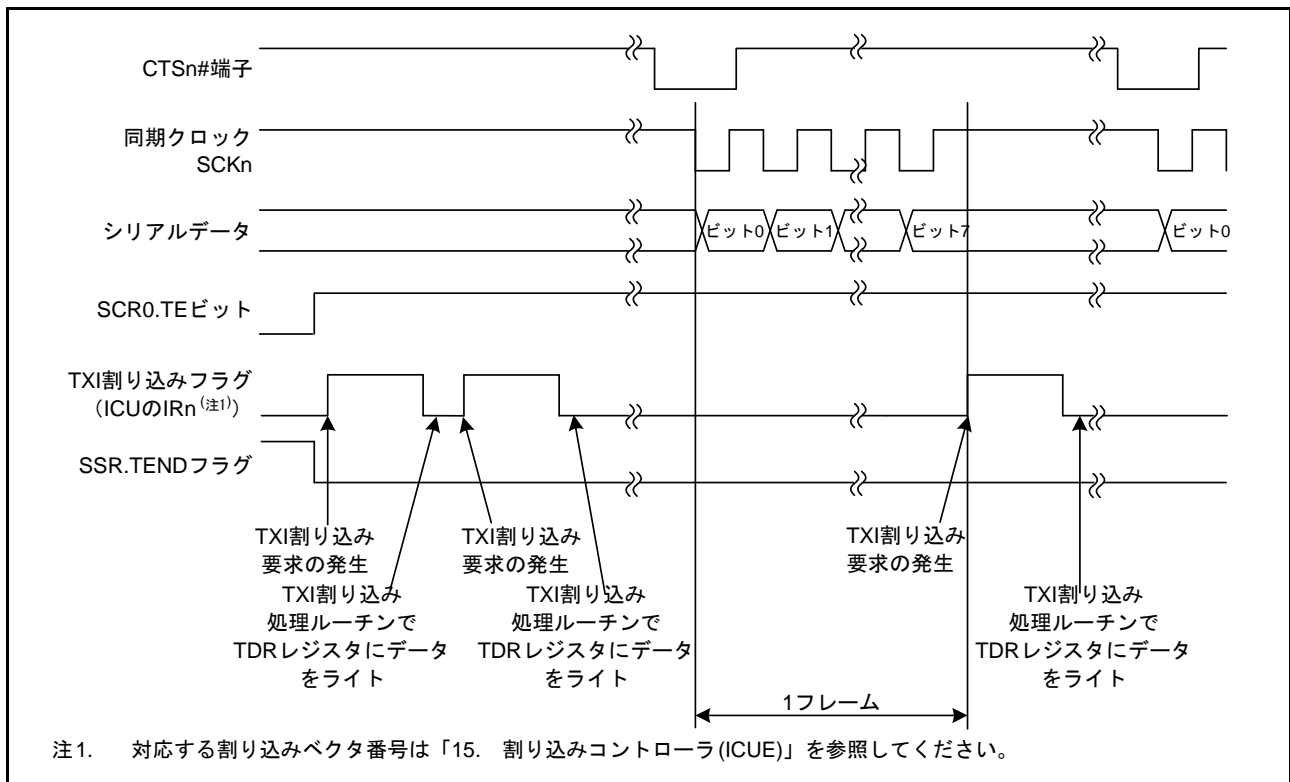 CTSn#端子
同期クロック
SCKn
シリアルデータ
ビット0
ビット1
ビット7
ビット0
SCR0.TEビット
TXI割り込みフラグ
(ICUのIRn(注1))
SSR.TENDフラグ
TXI割り込み
要求の発生
TXI割り込み
処理ルーチンで
TDRレジスタにデータ
をライト
TXI割り込み
要求の発生
TXI割り込み
処理ルーチンで
TDRレジスタにデータ
をライト
TXI割り込み
要求の発生
TXI割り込み
処理ルーチンで
TDRレジスタにデータ
をライト
1フレーム
注1. 対応する割り込みベクタ番号は「15. 割り込みコントローラ(ICUE)」を参照してください。